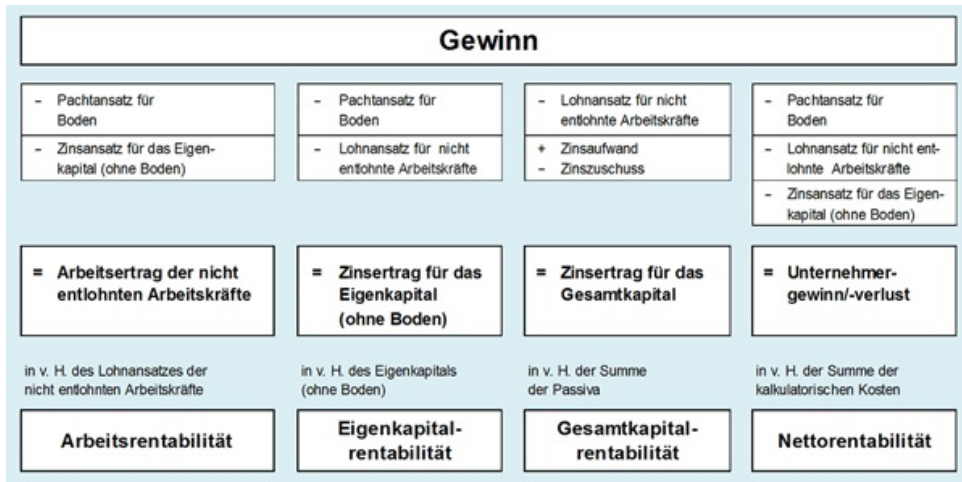 Gewinn
– Pachtansatz für
Boden
– Zinsansatz für das Eigen-
kapital (ohne Boden)
– Pachtansatz für
Boden
– Lohnansatz für nicht
entlohnte Arbeitskräfte
– Lohnansatz für nicht
entlohnte Arbeitskräfte
+ Zinsaufwand
– Zinszuschuss
– Pachtansatz für
Boden
– Lohnansatz für nicht ent-
lohnte Arbeitskräfte
– Zinsansatz für das Eigen-
kapital (ohne Boden)
= Arbeitsertrag der nicht
entlohnten Arbeitskräfte
= Zinsertrag für das
Eigenkapital
(ohne Boden)
= Zinsertrag für das
Gesamtkapital
= Unternehmer-
gewinn/-verlust
in v. H. des Lohnansatzes der
nicht entlohnten Arbeitskräfte
in v. H. des Eigenkapitals
(ohne Boden)
in v. H. der Summe
der Passiva
in v. H. der Summe der
kalkulatorischen Kosten
Arbeitsrentabilität
Eigenkapital-
rentabilität
Gesamtkapital-
rentabilität
Nettorentabilität